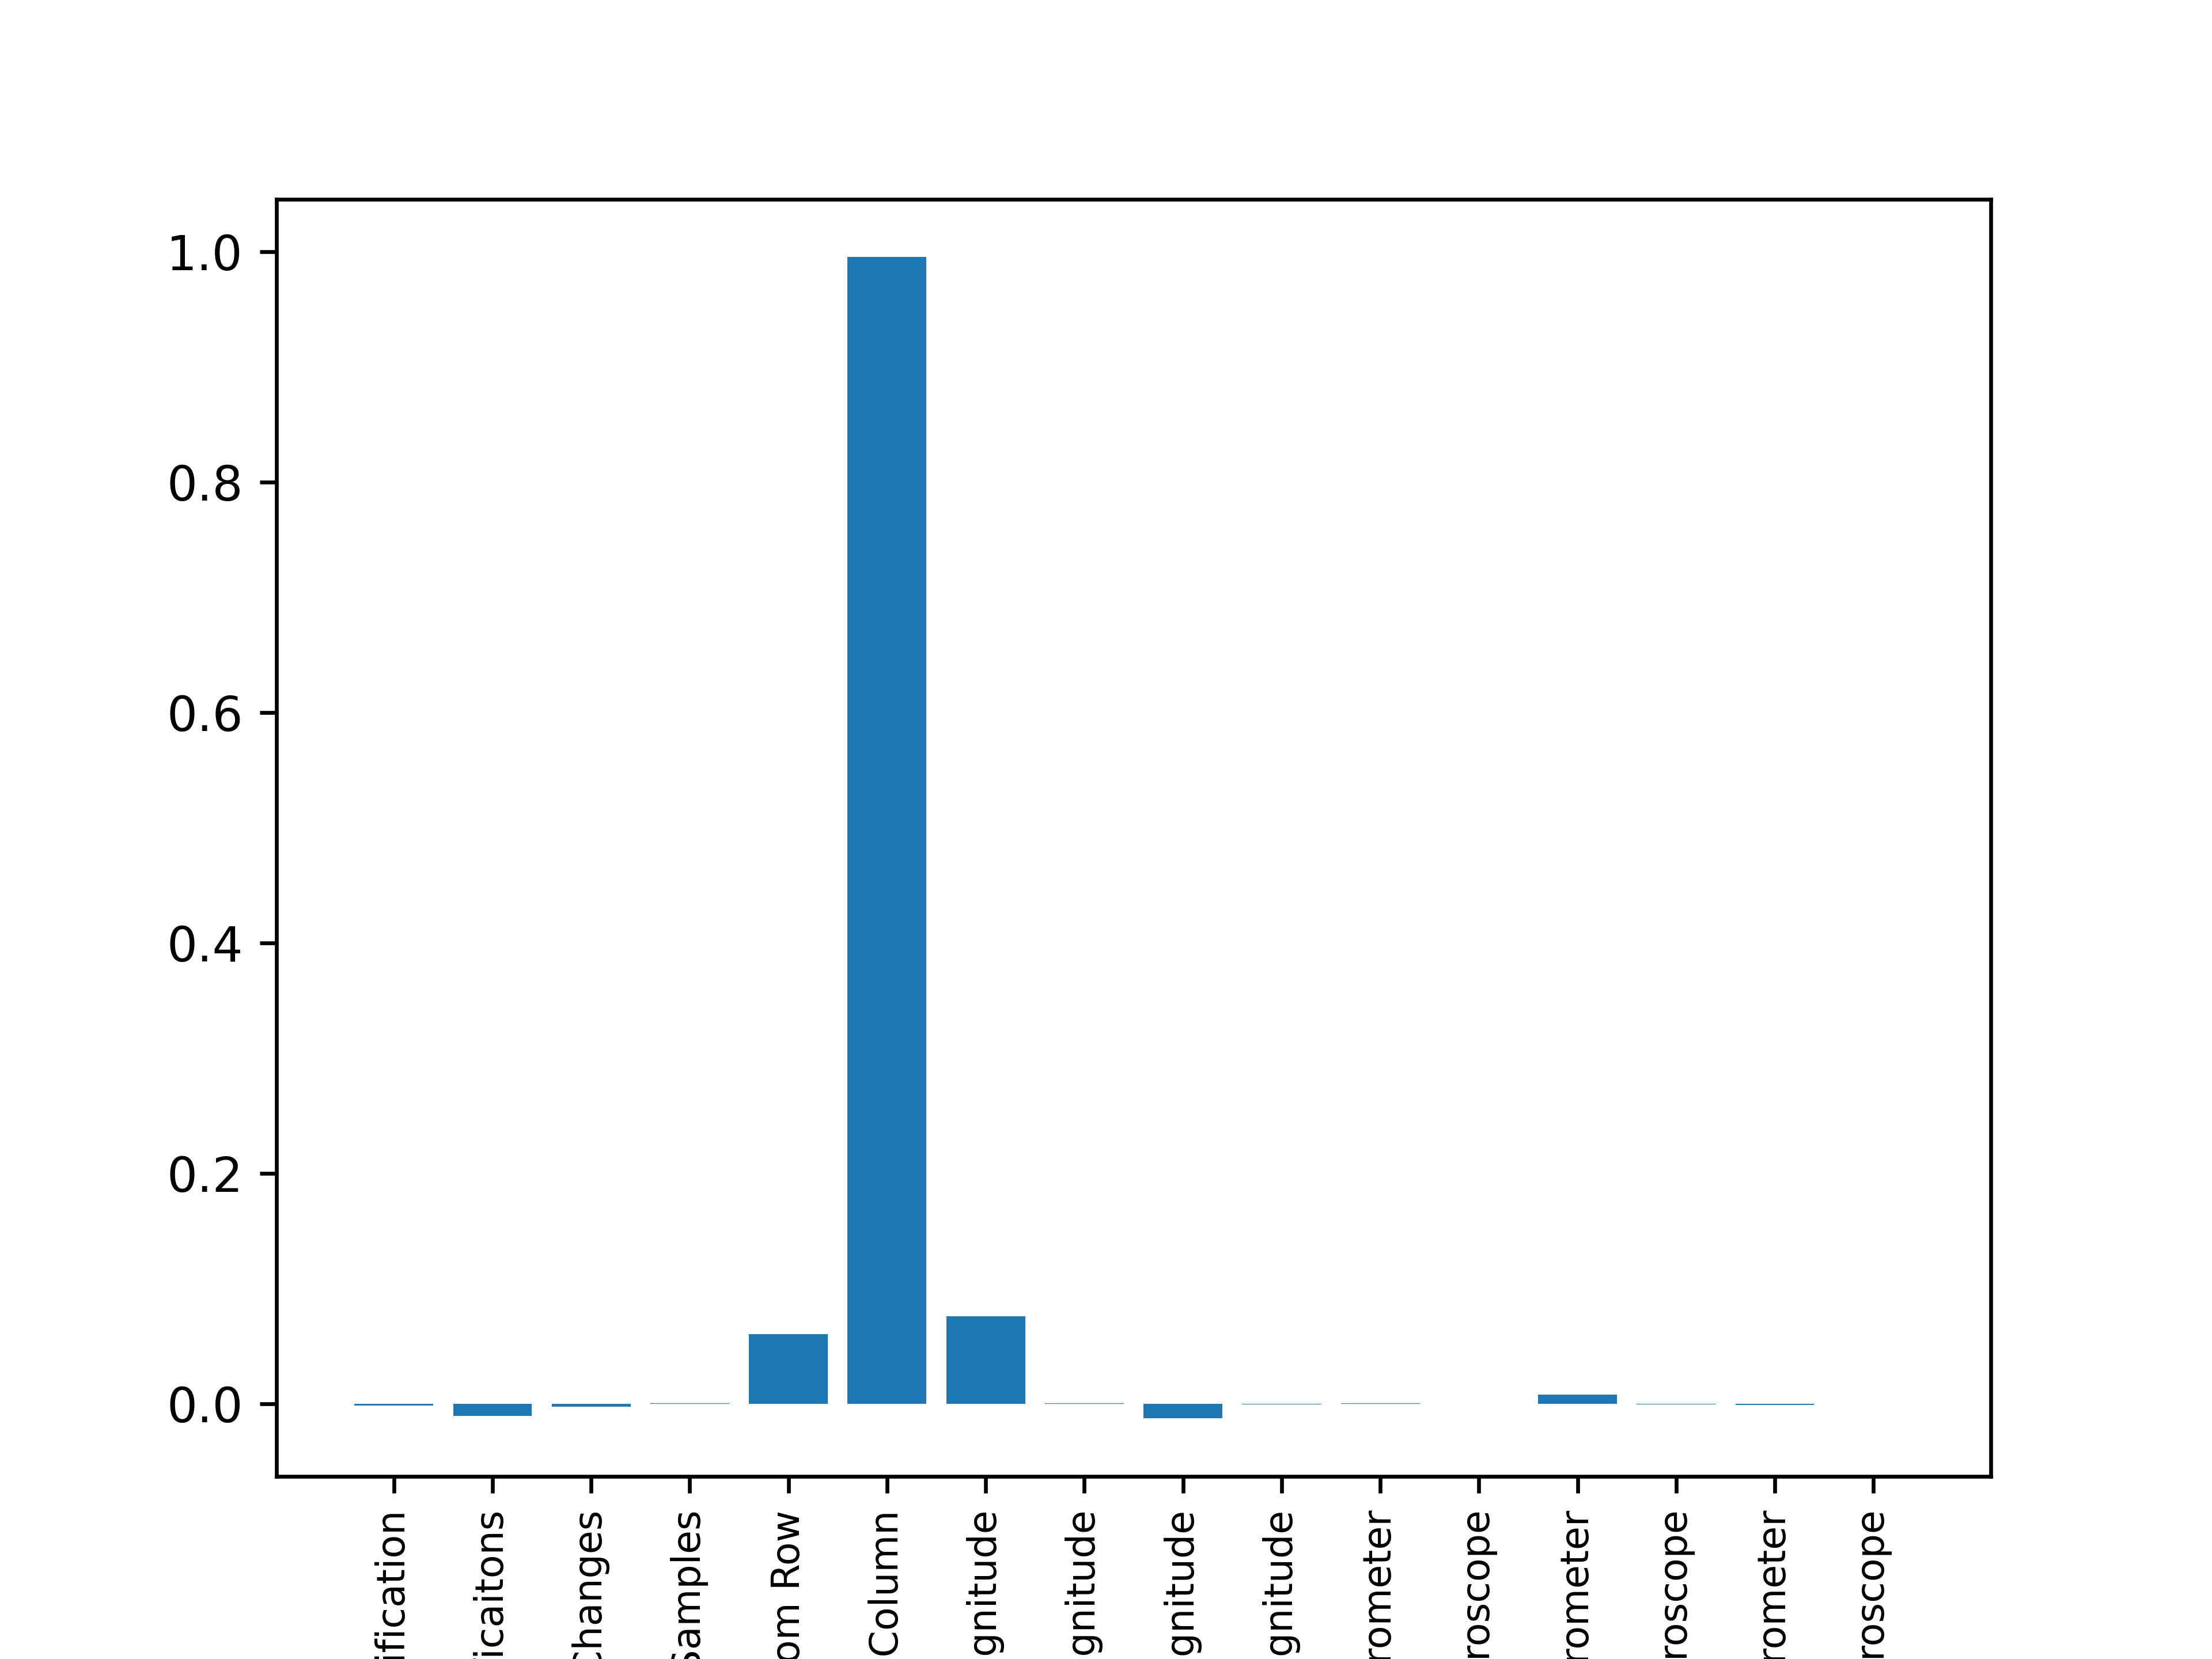 1.0
0.8
0.6
0.4
0.2
0.0
ification
icaitons
Changes
Samples
om Row
Column
gnitude
gnitude
gnitude
gnitude
rometer
roscope
rometer
roscope
rometer
roscope